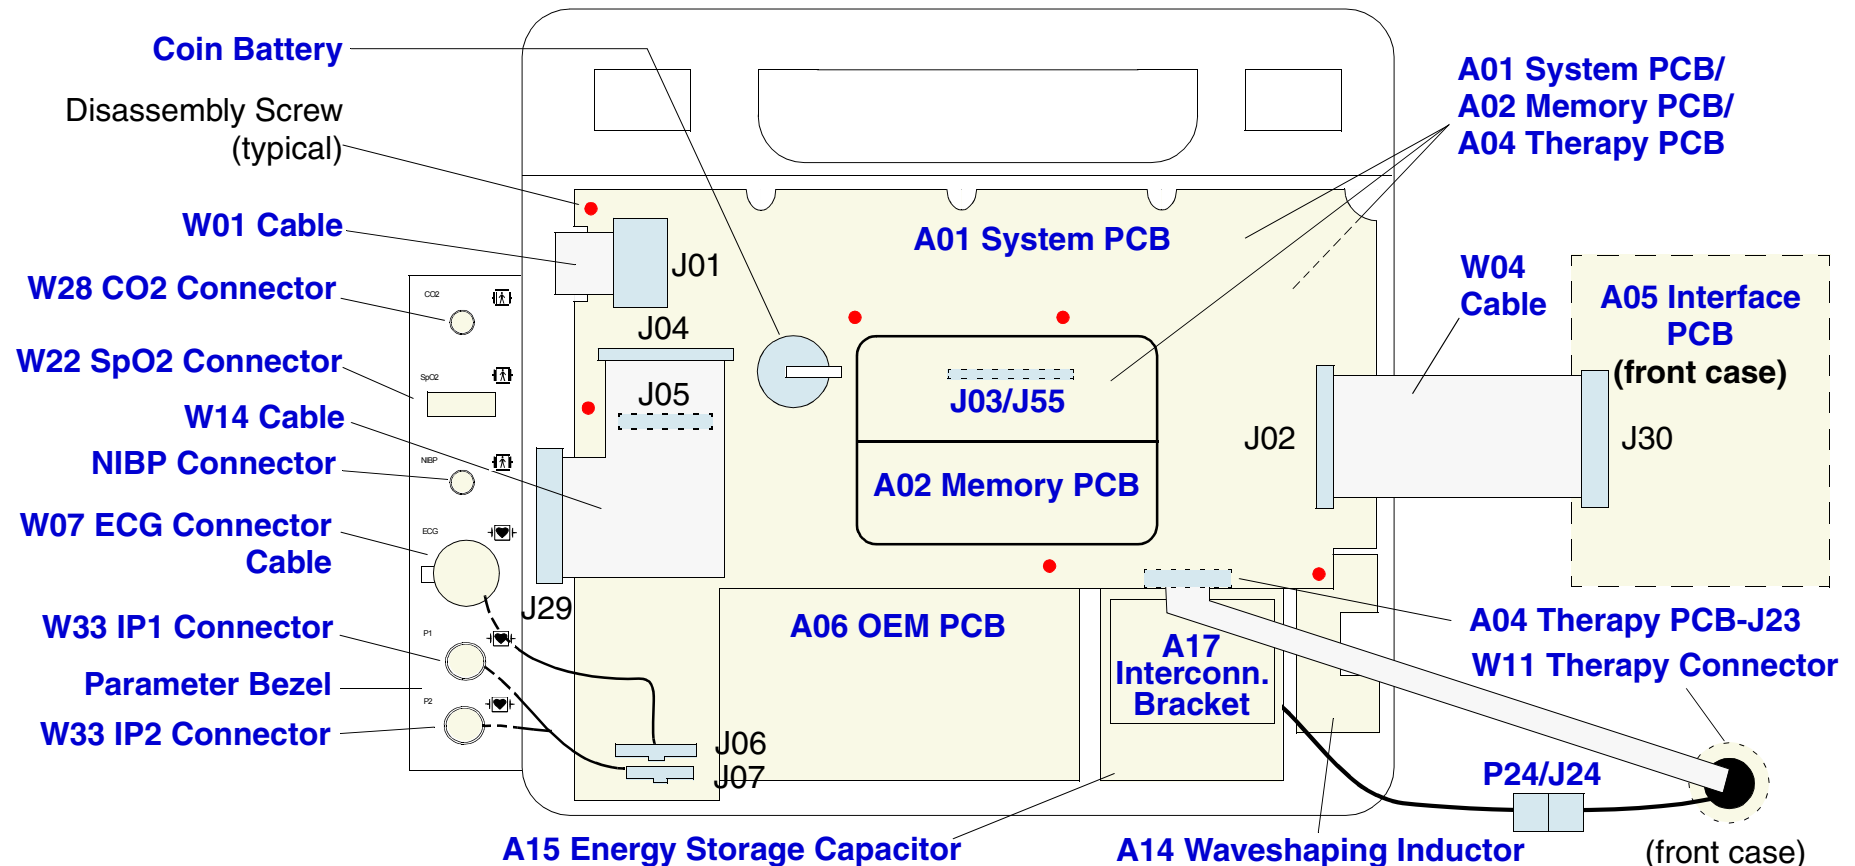 Coin Battery
Disassembly Screw
(typical)
W01 Cable
W28 CO2 Connector
W22 SpO2 Connector
W14 Cable
NIBP Connector
W07 ECG Connector
Cable
W33 IP1 Connector
Parameter Bezel
W33 IP2 Connector
CO2
SpO2
NIBP
ECG
P1
P2
A01 System PCB
J01
J04
J05
J03/J55
A02 Memory PCB
J29
A06 OEM PCB
A17
Interconn.
Bracket
J06
J07
A15 Energy Storage Capacitor
A14 Waveshaping Inductor
A01 System PCB/
A02 Memory PCB/
A04 Therapy PCB
W04
Cable
A05 Interface
PCB
(front case)
J02
J30
A04 Therapy PCB-J23
W11 Therapy Connector
P24/J24
(front case)